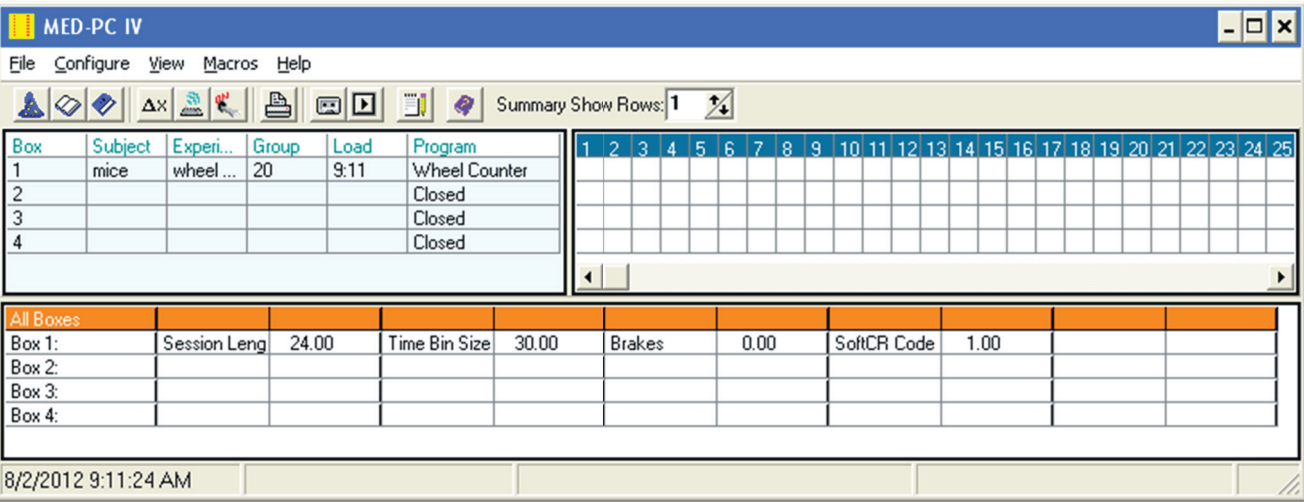 MED-PC IV
File Configure View Macros Help
Δx Summary Show Rows: 1
Box Subject Experi... Group Load Program
1 mice wheel ... 20 9:11 Wheel Counter
2 Closed
3 Closed
4 Closed
1 2 3 4 5 6 7 8 9 10 11 12 13 14 15 16 17 18 19 20 21 22 23 24 25
All Boxes
Box 1: Session Leng 24.00 Time Bin Size 30.00 Brakes 0.00 SoftCR Code 1.00
Box 2:
Box 3:
Box 4:
8/2/2012 9:11:24 AM